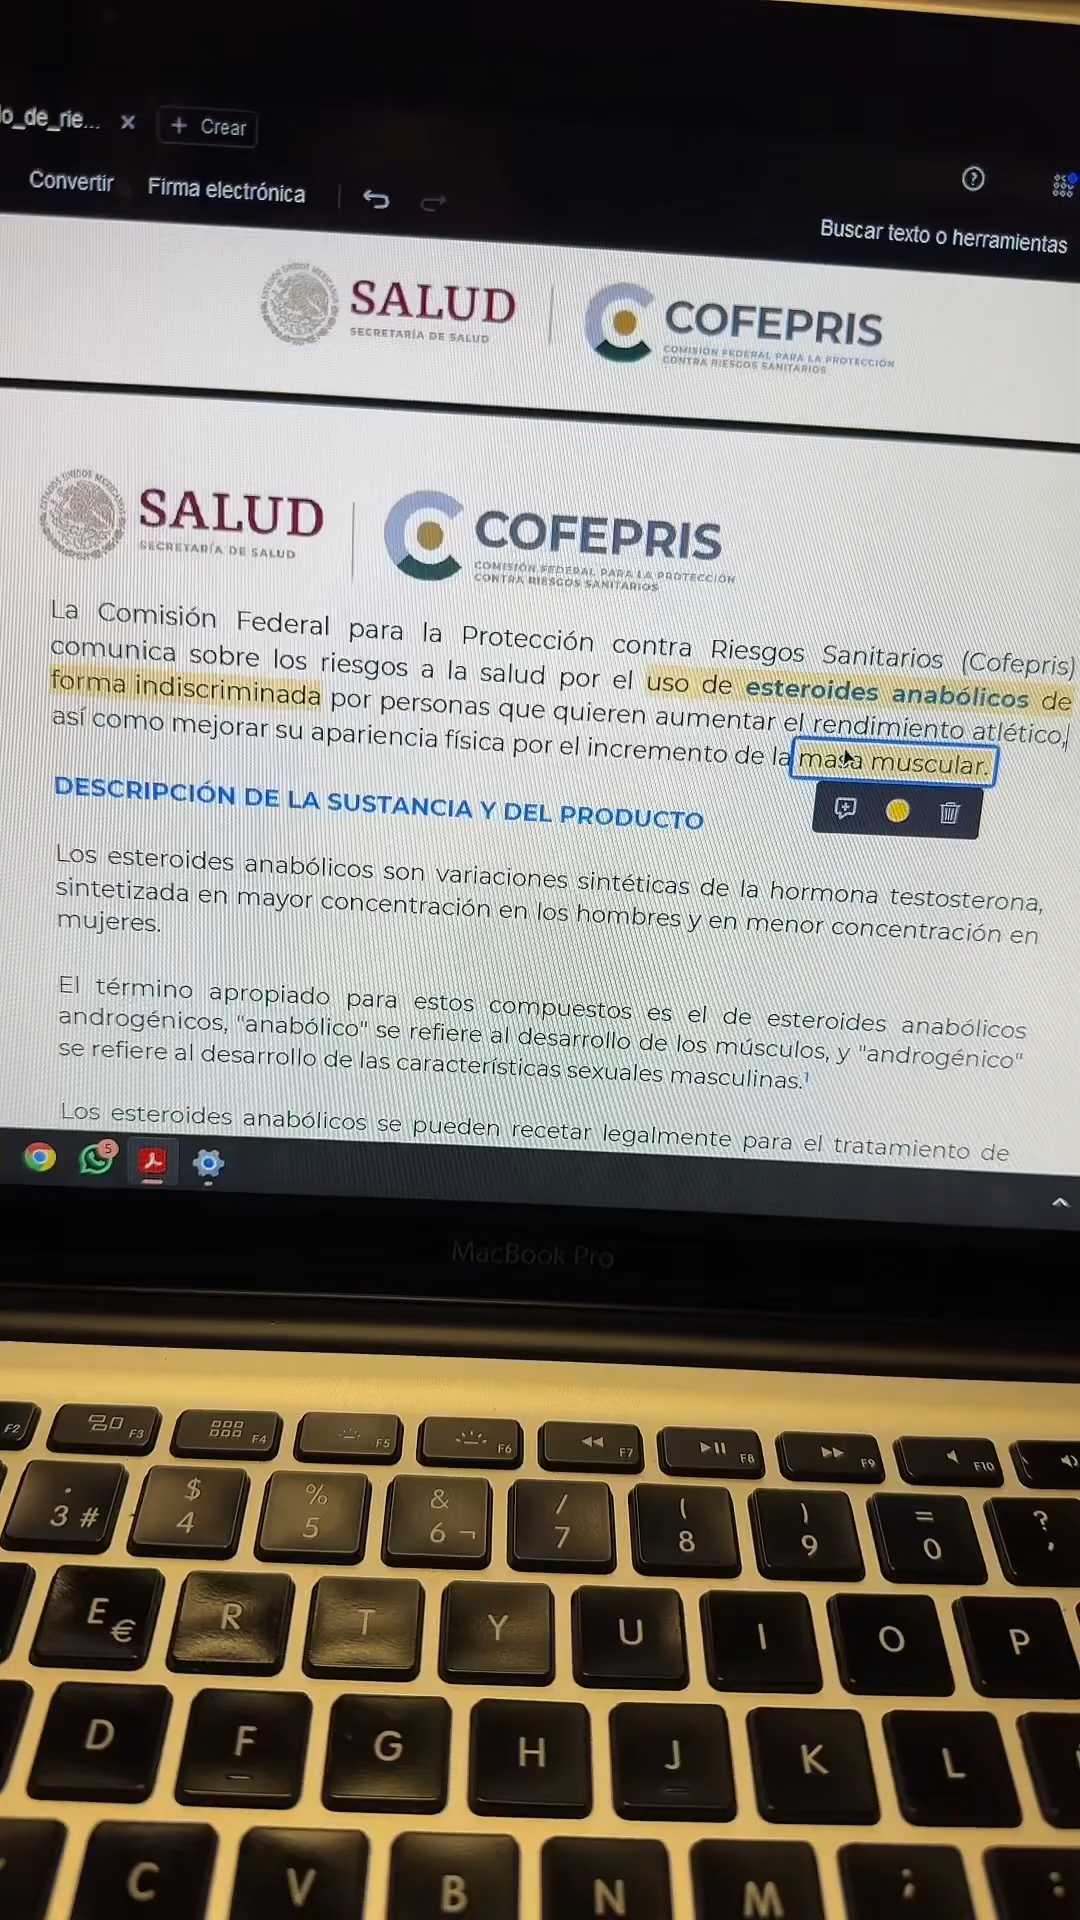 lo_de_rie... × + Crear
Convertir Firma electrónica
Buscar texto o herramientas
SALUD
SECRETARÍA DE SALUD
COFEPRIS
COMISIÓN FEDERAL PARA LA PROTECCIÓN
CONTRA RIESGOS SANITARIOS
SALUD
SECRETARÍA DE SALUD
COFEPRIS
COMISIÓN FEDERAL PARA LA PROTECCIÓN
CONTRA RIESGOS SANITARIOS
La Comisión Federal para la Protección contra Riesgos Sanitarios (Cofepris)
comunica sobre los riesgos a la salud por el uso de esteroides anabólicos de
forma indiscriminada por personas que quieren aumentar el rendimiento atlético,
así como mejorar su apariencia física por el incremento de la masa muscular.
DESCRIPCIÓN DE LA SUSTANCIA Y DEL PRODUCTO
Los esteroides anabólicos son variaciones sintéticas de la hormona testosterona,
sintetizada en mayor concentración en los hombres y en menor concentración en
mujeres.
El término apropiado para estos compuestos es el de esteroides anabólicos
androgénicos, "anabólico" se refiere al desarrollo de los músculos, y "androgénico"
se refiere al desarrollo de las características sexuales masculinas.¹
Los esteroides anabólicos se pueden recetar legalmente para el tratamiento de
5
MacBook Pro
F2 F3 F4 F5 F6 F7 F8 F9 F10
· $ % & / ( ) = ?
3 # 4 5 6 ¬ 7 8 9 0 '
E € R T Y U I O P
D F G H J K L
C V B N M ; :